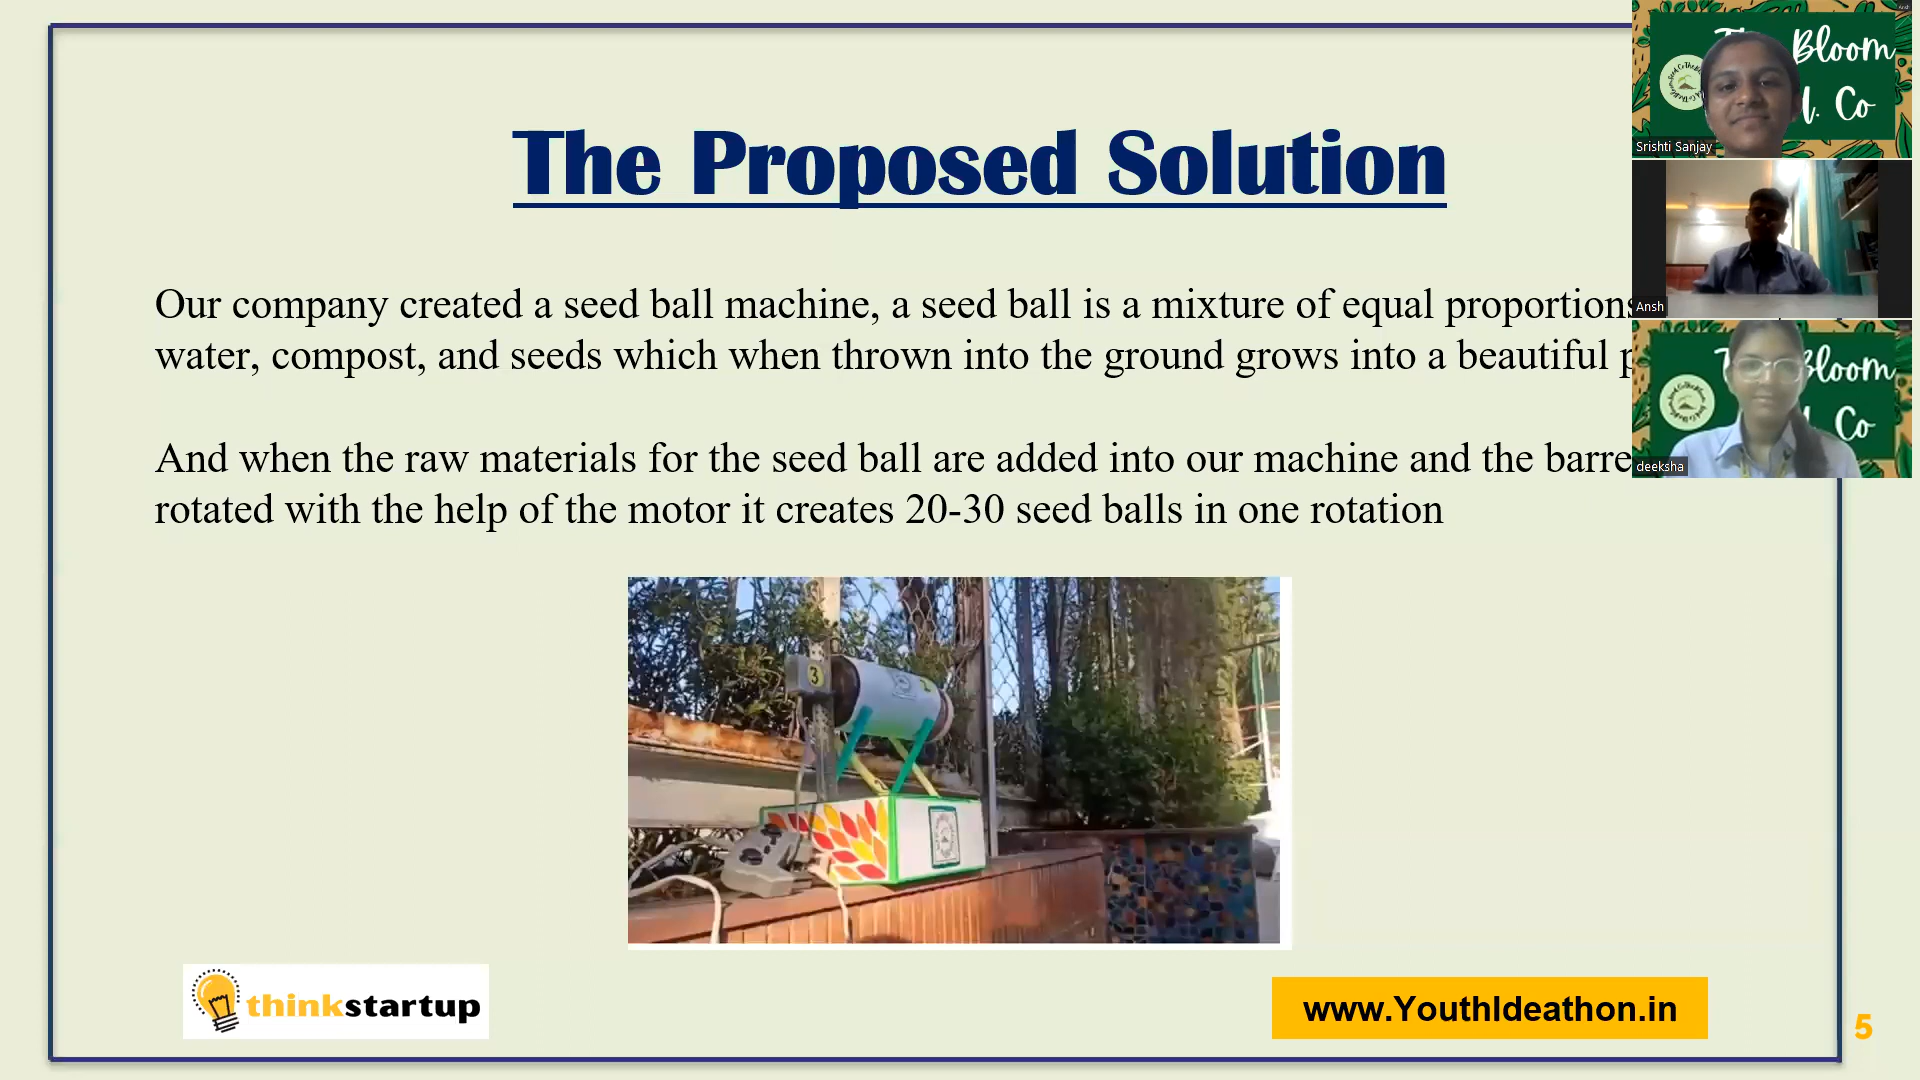 The Proposed Solution
Our company created a seed ball machine, a seed ball is a mixture of equal proportions
water, compost, and seeds which when thrown into the ground grows into a beautiful
And when the raw materials for the seed ball are added into our machine and the
rotated with the help of the motor it creates 20-30 seed balls in one rotation
3
thinkstartup
www.YouthIdeathon.in
5
Bloom
Co
Srishti Sanjay
Ansh
Bloom
Co
deeksha